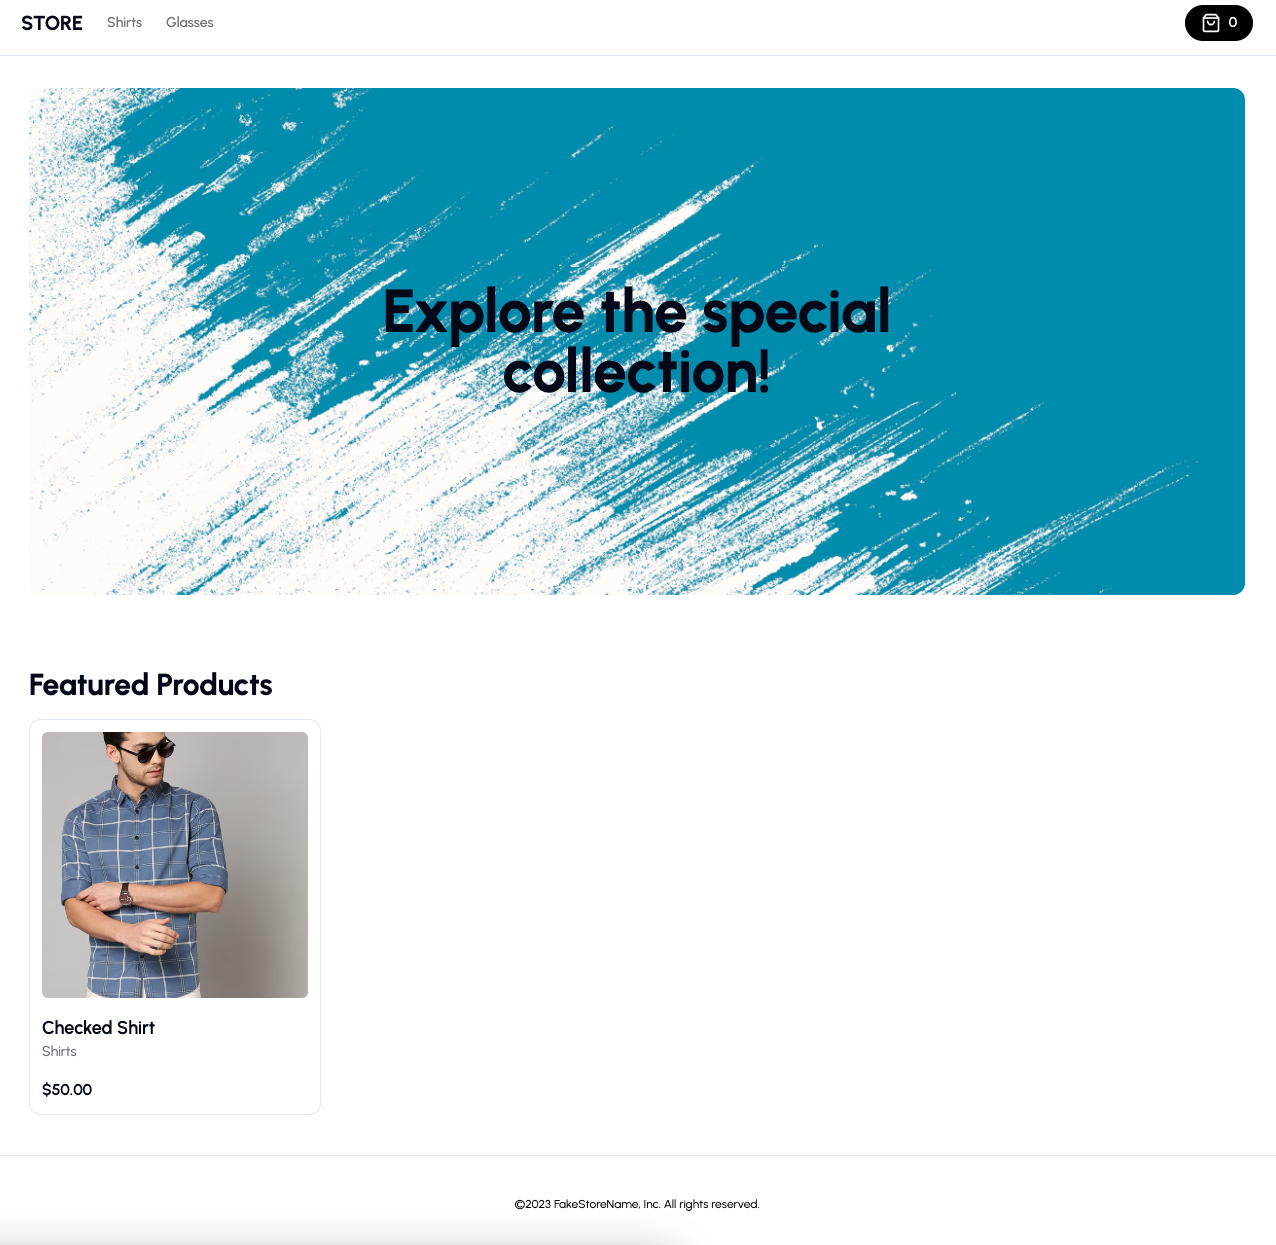 STORE Shirts Glasses 0
Explore the special
collection!
Featured Products
Checked Shirt
Shirts
$50.00
©2023 FakeStoreName, Inc. All rights reserved.